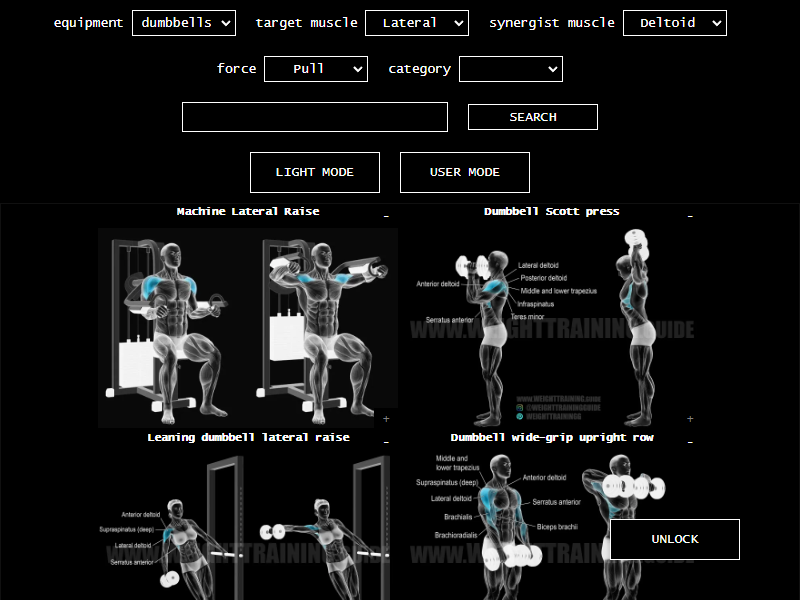 equipment dumbbells target muscle Lateral synergist muscle Deltoid
force Pull category
SEARCH
LIGHT MODE USER MODE
Machine Lateral Raise -
Dumbbell Scott press -
Lateral deltoid
Posterior deltoid
Anterior deltoid
Middle and lower trapezius
Infraspinatus
Teres minor
Serratus anterior
WWW.WEIGHTTRAINING.GUIDE
WWW.WEIGHTTRAINING.GUIDE
@WEIGHTTRAININGGUIDE
WEIGHTTRAININGG
+
+
Leaning dumbbell lateral raise -
Anterior deltoid
Supraspinatus (deep)
Lateral deltoid
Serratus anterior
Dumbbell wide-grip upright row -
Middle and
lower trapezius
Supraspinatus (deep)
Lateral deltoid
Brachialis
Brachioradialis
Anterior deltoid
Serratus anterior
Biceps brachii
UNLOCK